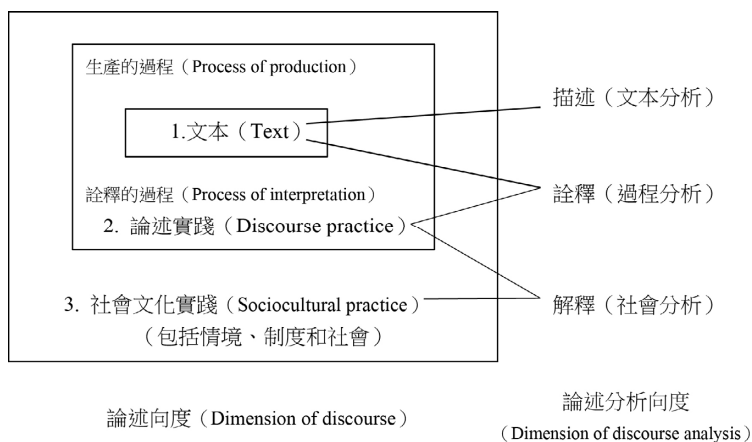 生產的過程（Process of production）
1.文本（Text）
詮釋的過程（Process of interpretation）
2. 論述實踐（Discourse practice）
3. 社會文化實踐（Sociocultural practice）
（包括情境、制度和社會）
描述（文本分析）
詮釋（過程分析）
解釋（社會分析）
論述向度（Dimension of discourse）
論述分析向度
（Dimension of discourse analysis）